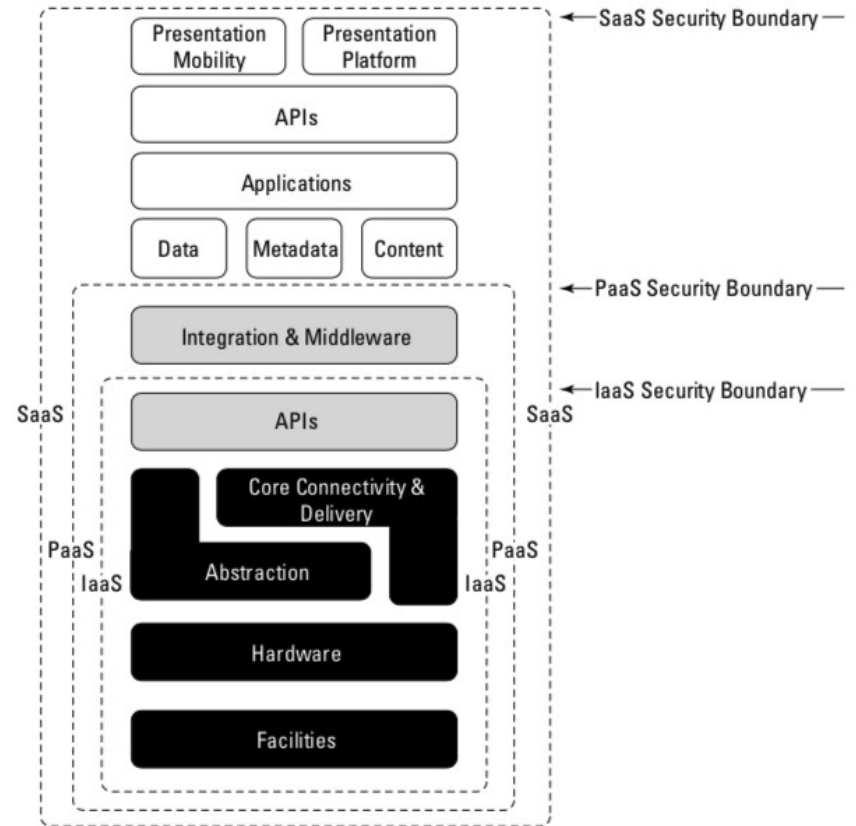 SaaS Security Boundary
Presentation
Mobility
Presentation
Platform
APIs
Applications
Data
Metadata
Content
PaaS Security Boundary
Integration & Middleware
IaaS Security Boundary
SaaS
SaaS
APIs
Core Connectivity &
Delivery
PaaS
PaaS
Abstraction
IaaS
IaaS
Hardware
Facilities